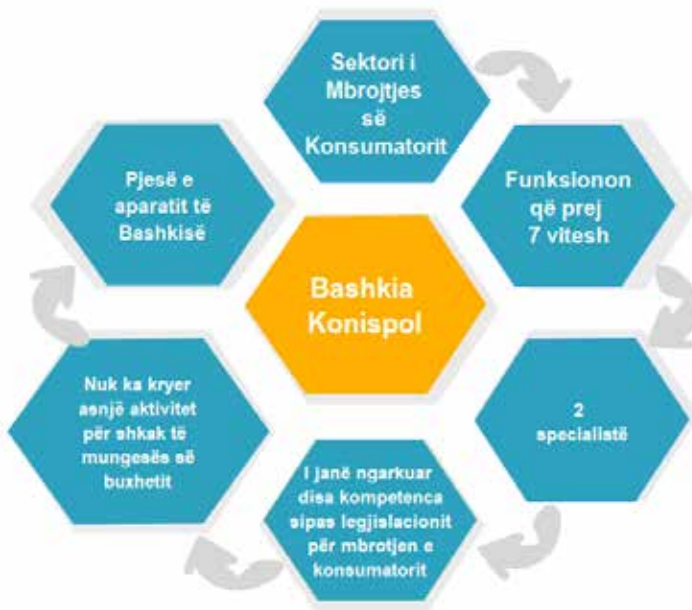 Sektori i
Mbrojtjes
së
Konsumatorit
Funksionon
që prej
7 vitesh
2
specialistë
I janë ngarkuar
disa kompetenca
sipas legjislacionit
për mbrotjen e
konsumatorit
Nuk ka kryer
asnjë aktivitet
për shkak të
mungesës së
buxhetit
Pjesë e
aparatit të
Bashkisë
Bashkia
Konispol